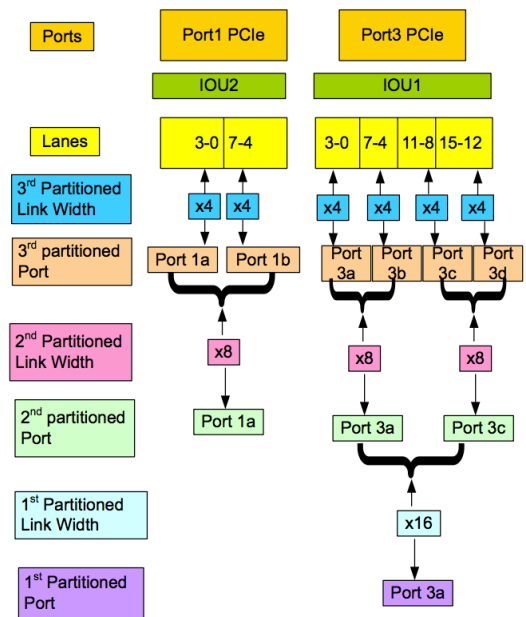 Ports
Port1 PCIe
Port3 PCIe
IOU2
IOU1
Lanes
3-0 7-4
3-0 7-4 11-8 15-12
3rd Partitioned
Link Width
x4 x4
x4 x4 x4 x4
3rd partitioned
Port
Port 1a Port 1b
Port Port Port Port
3a 3b 3c 3d
2nd Partitioned
Link Width
x8
x8
x8
2nd partitioned
Port
Port 1a
Port 3a
Port 3c
1st Partitioned
Link Width
x16
1st Partitioned
Port
Port 3a